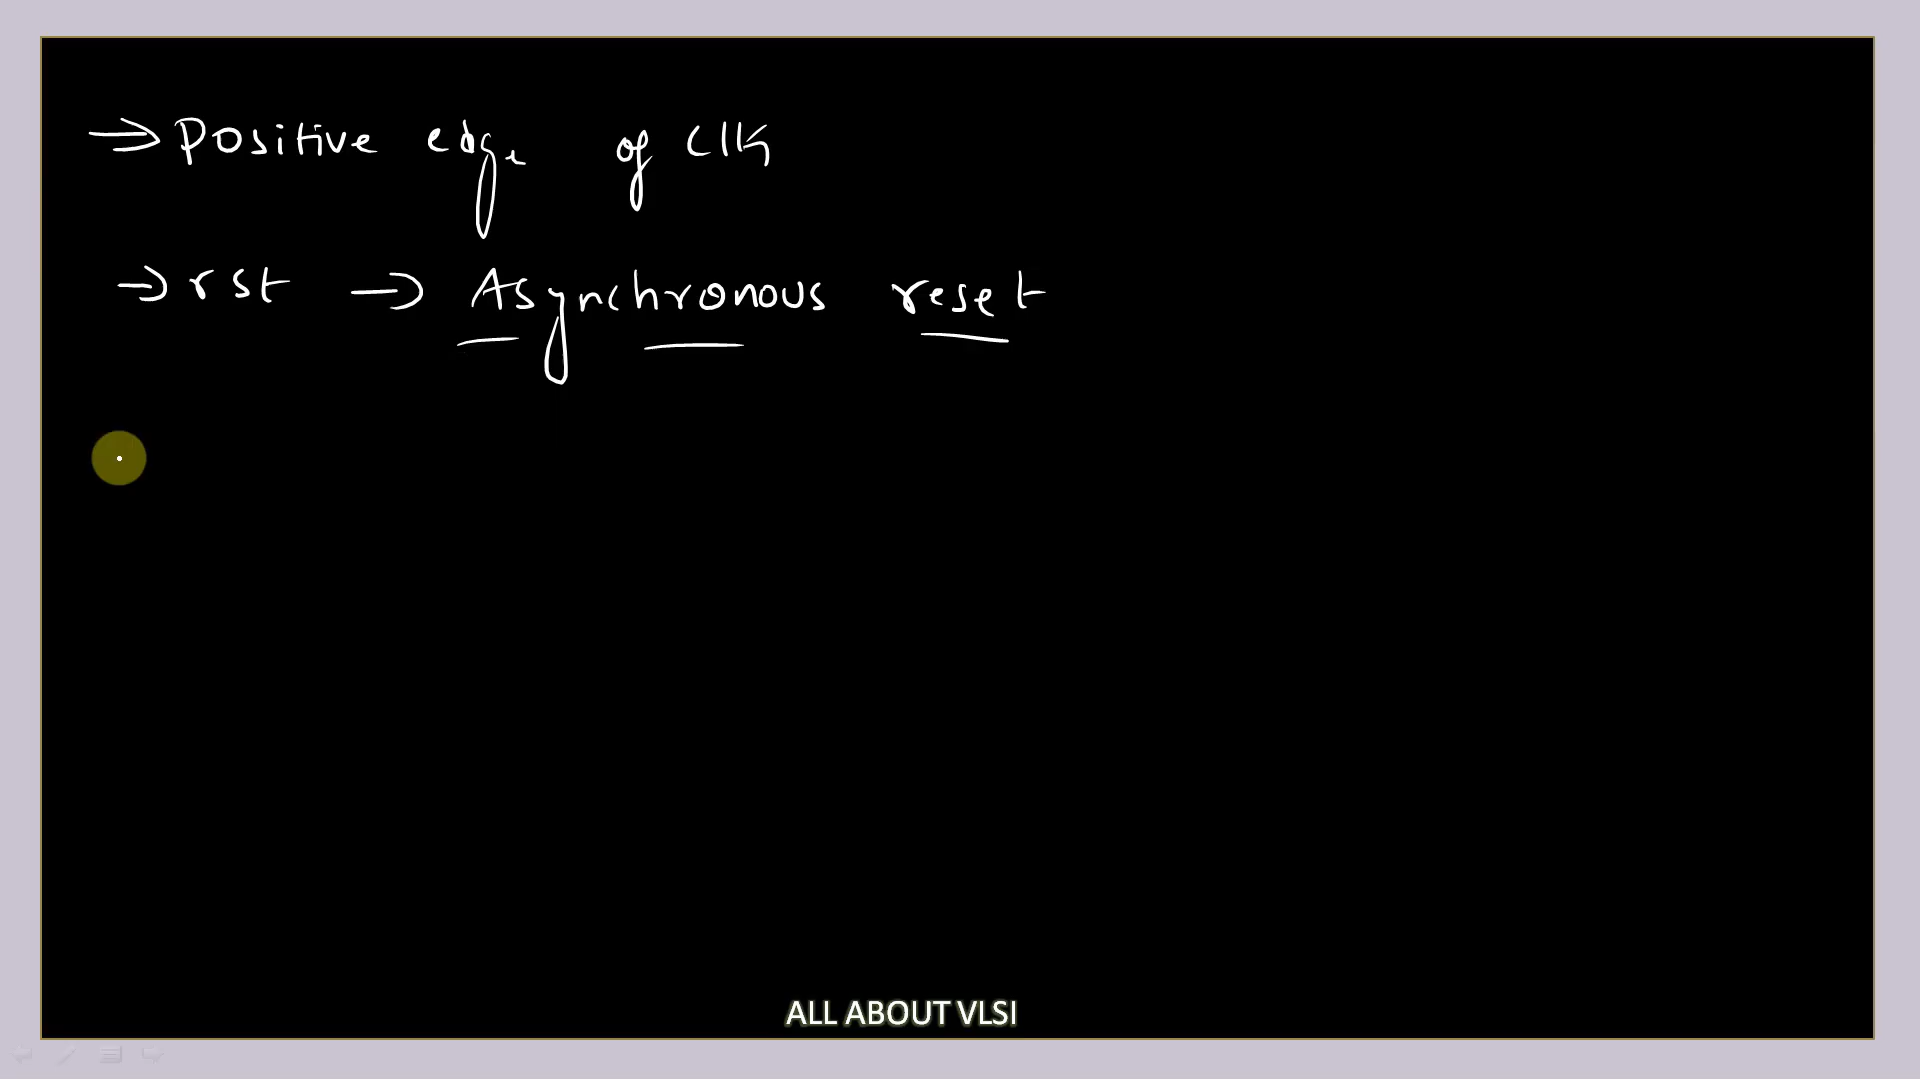 → Positive edge of clk
→ rst → Asynchronous reset
ALL ABOUT VLSI